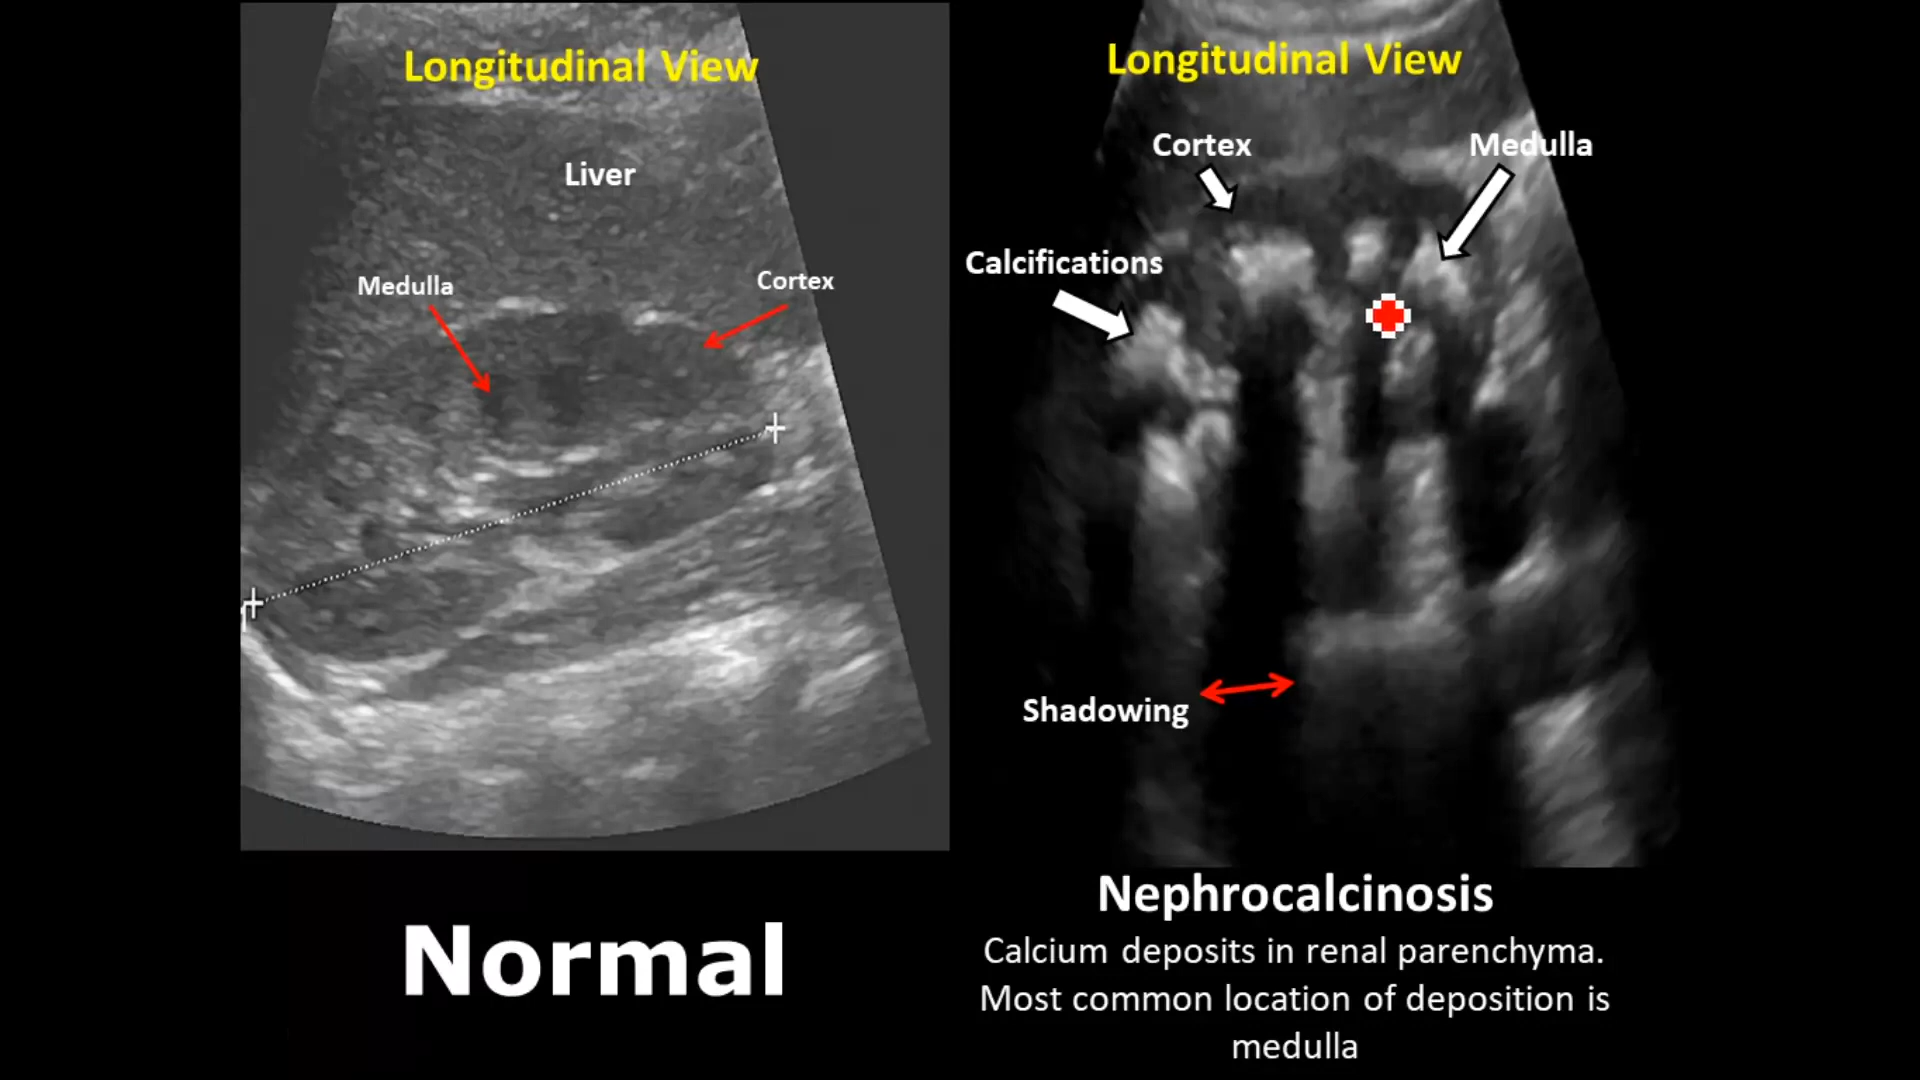 Longitudinal View
Liver
Medulla
Cortex
Normal
Longitudinal View
Cortex
Medulla
Calcifications
Shadowing
Nephrocalcinosis
Calcium deposits in renal parenchyma.
Most common location of deposition is
medulla